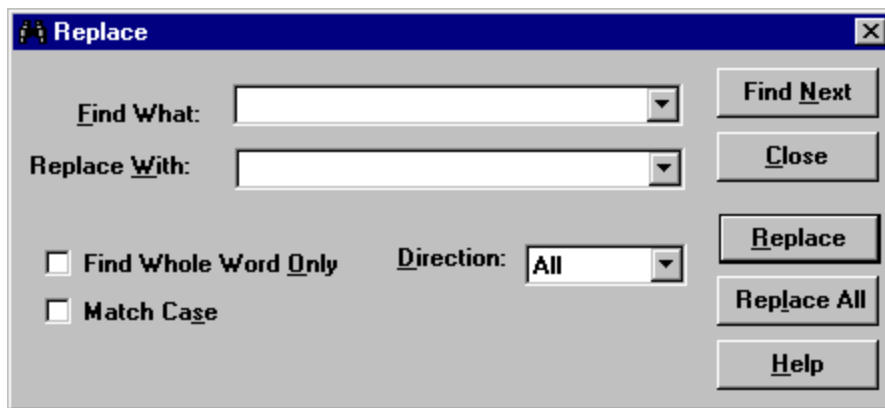 Replace
Find What:
Find Next
Replace With:
Close
Find Whole Word Only
Direction:
All
Replace
Match Case
Replace All
Help